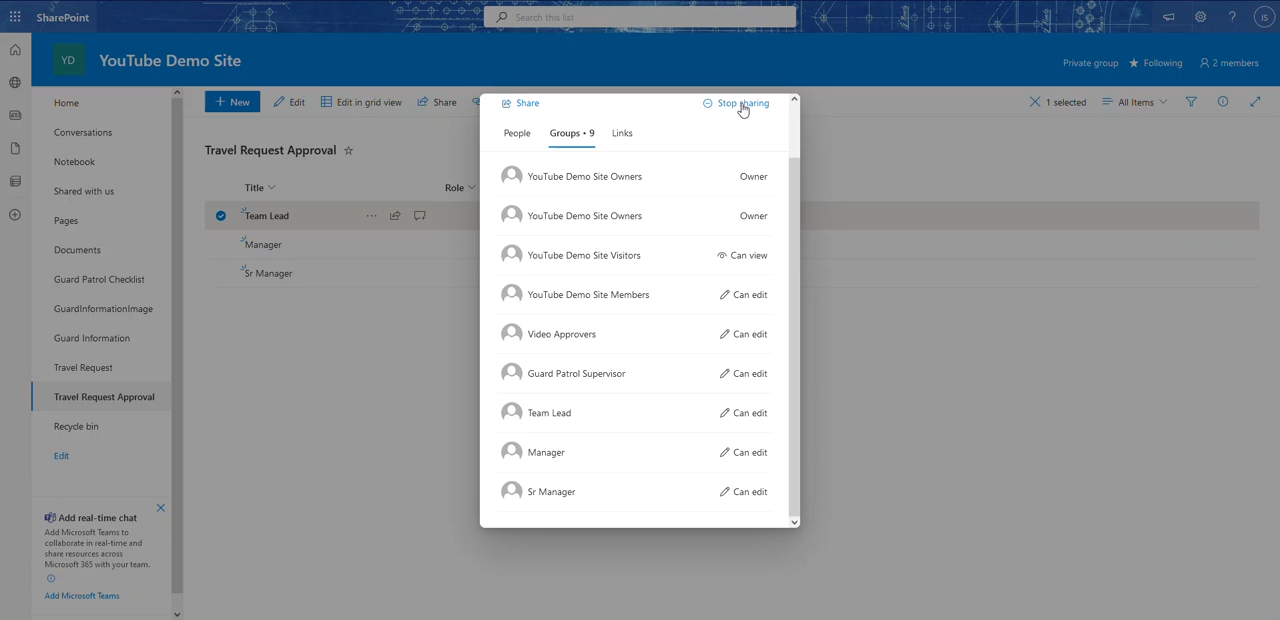 SharePoint
Search this list
IS
YD
YouTube Demo Site
Private group
Following
2 members
Home
Conversations
Notebook
Shared with us
Pages
Documents
Guard Patrol Checklist
GuardInformationImage
Guard Information
Travel Request
Travel Request Approval
Recycle bin
Edit
Add real-time chat
Add Microsoft Teams to
collaborate in real-time and
share resources across
Microsoft 365 with your team.
Add Microsoft Teams
New
Edit
Edit in grid view
Share
1 selected
All Items
Travel Request Approval
Title
Role
Team Lead
Manager
Sr Manager
Share
Stop sharing
People
Groups • 9
Links
YouTube Demo Site Owners Owner
YouTube Demo Site Owners Owner
YouTube Demo Site Visitors Can view
YouTube Demo Site Members Can edit
Video Approvers Can edit
Guard Patrol Supervisor Can edit
Team Lead Can edit
Manager Can edit
Sr Manager Can edit